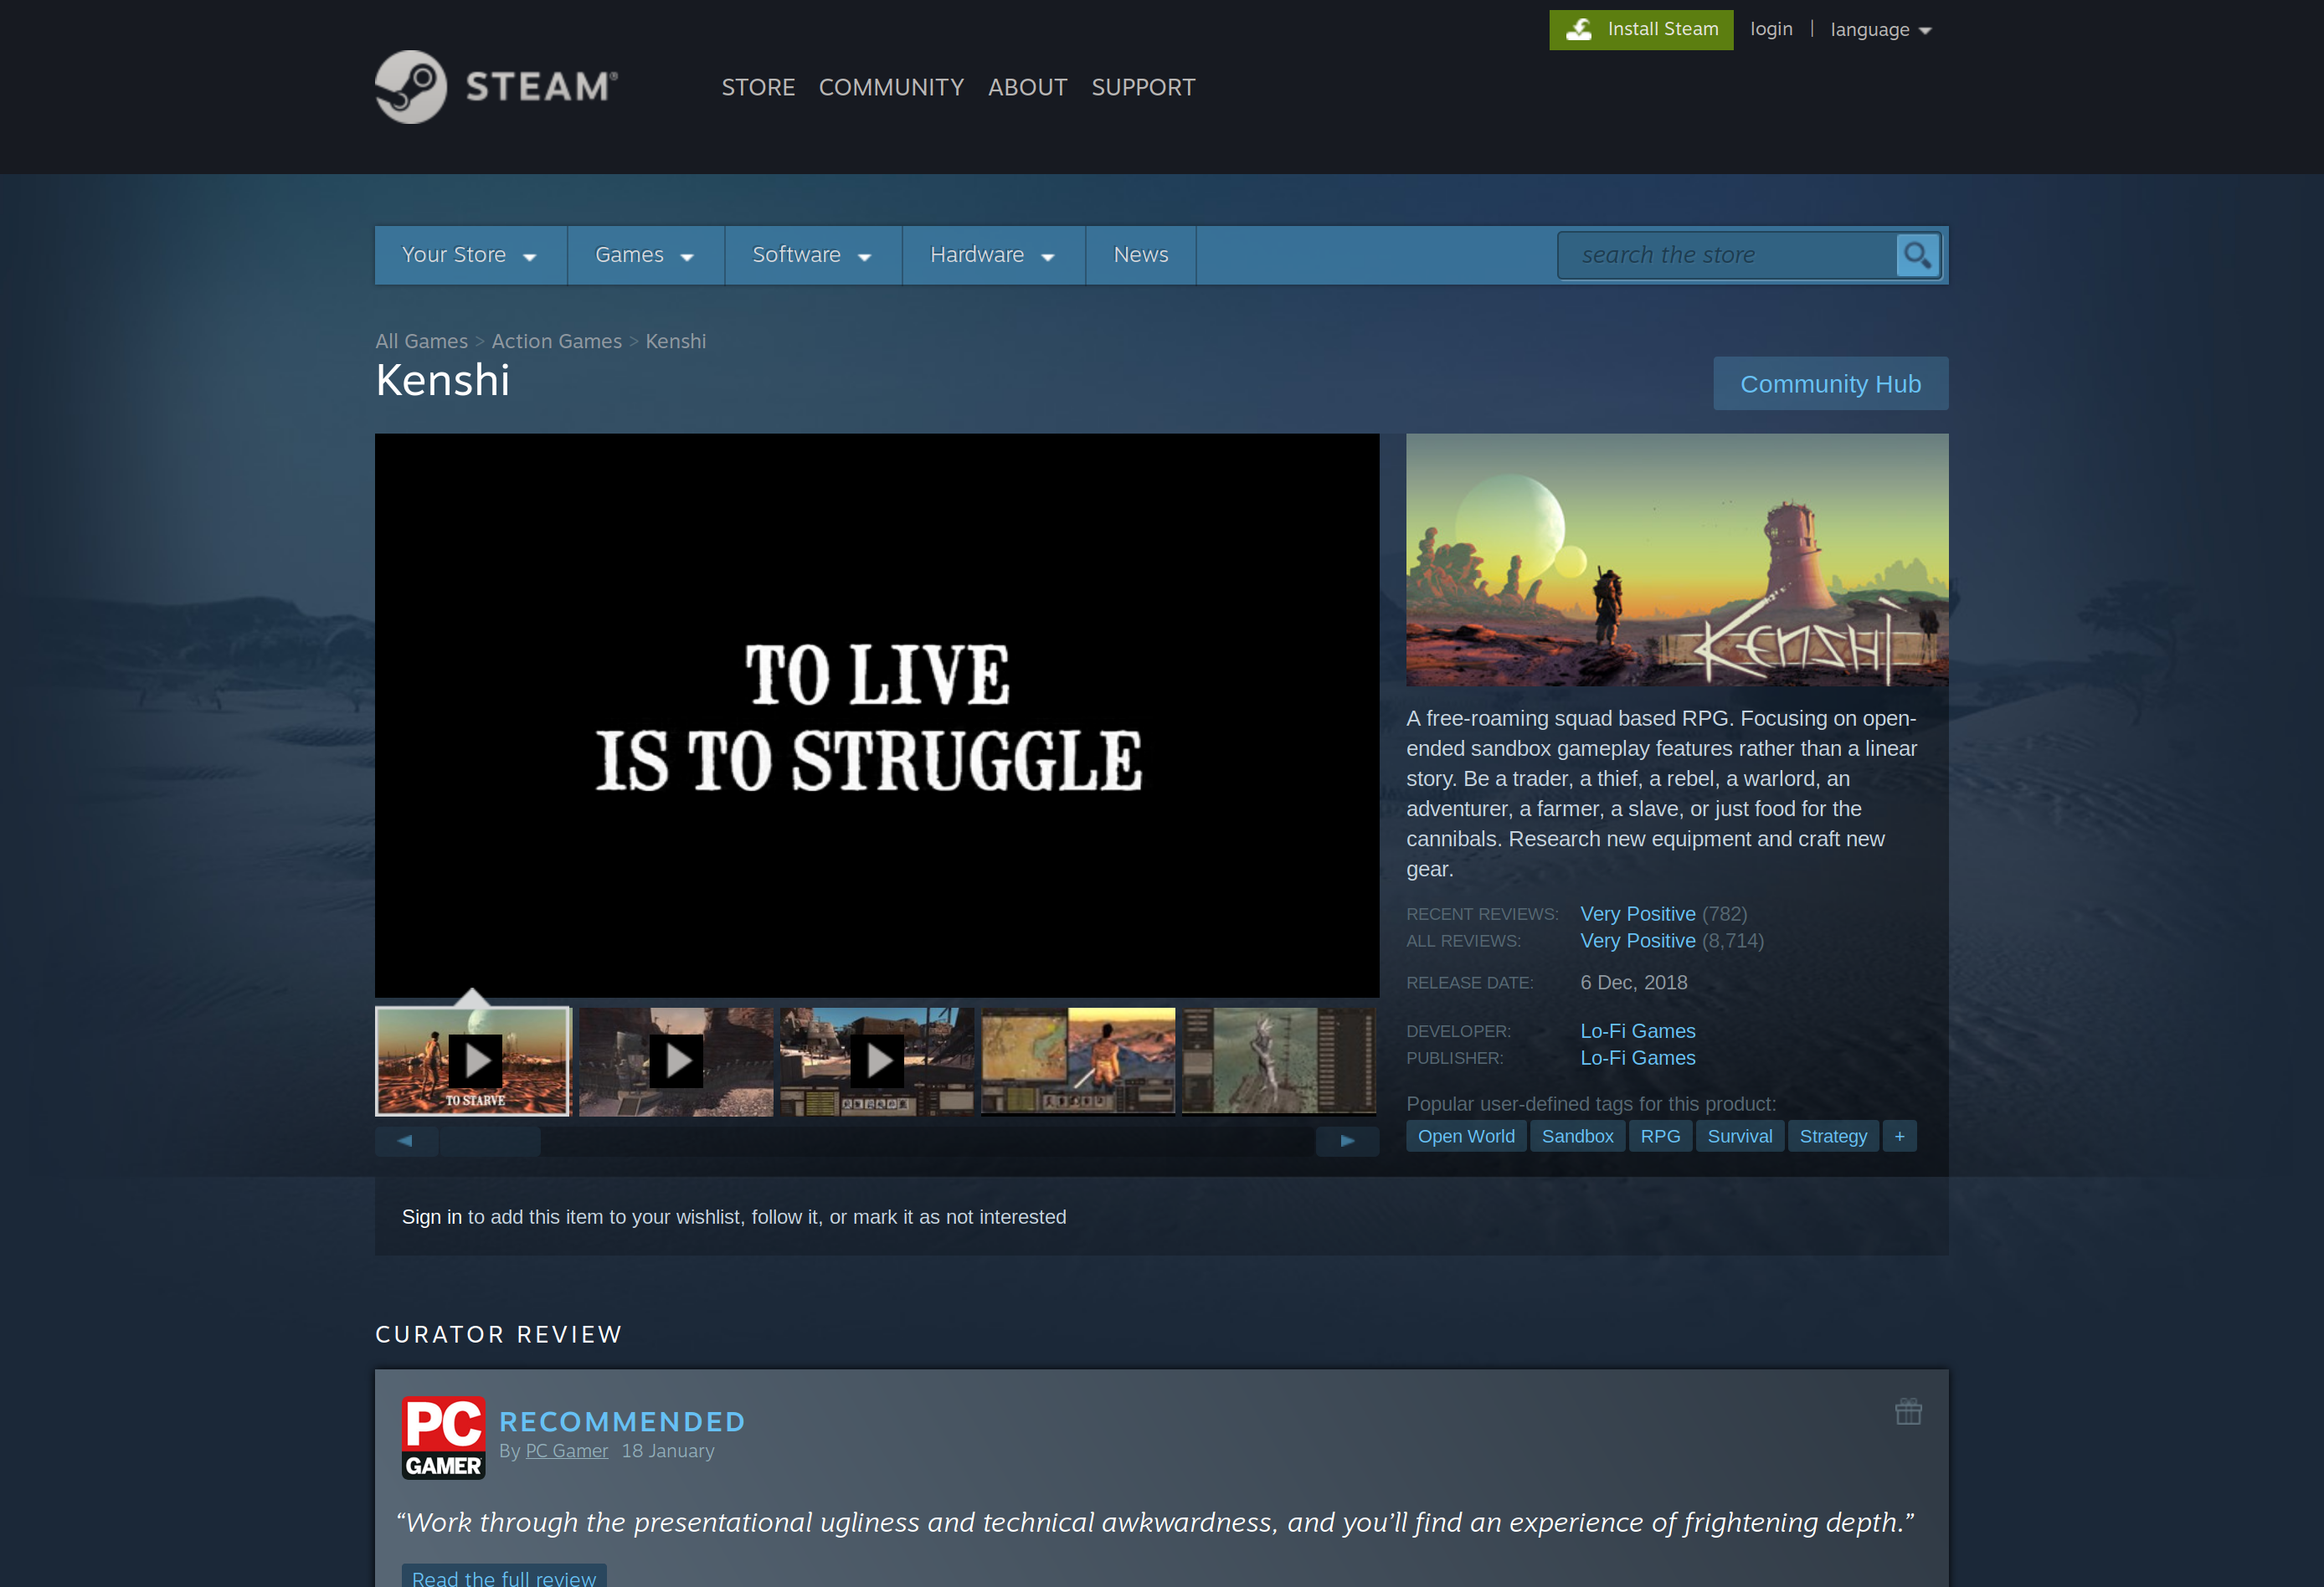 Install Steam login | language
STEAM®
STORE COMMUNITY ABOUT SUPPORT
Your Store Games Software Hardware News search the store
All Games > Action Games > Kenshi
Kenshi
Community Hub
TO LIVE
IS TO STRUGGLE
TO STARVE
KENSHI
A free-roaming squad based RPG. Focusing on open-
ended sandbox gameplay features rather than a linear
story. Be a trader, a thief, a rebel, a warlord, an
adventurer, a farmer, a slave, or just food for the
cannibals. Research new equipment and craft new
gear.
RECENT REVIEWS: Very Positive (782)
ALL REVIEWS: Very Positive (8,714)
RELEASE DATE: 6 Dec, 2018
DEVELOPER: Lo-Fi Games
PUBLISHER: Lo-Fi Games
Popular user-defined tags for this product:
Open World Sandbox RPG Survival Strategy +
Sign in to add this item to your wishlist, follow it, or mark it as not interested
CURATOR REVIEW
PC
GAMER
RECOMMENDED
By PC Gamer 18 January
“Work through the presentational ugliness and technical awkwardness, and you’ll find an experience of frightening depth.”
Read the full review